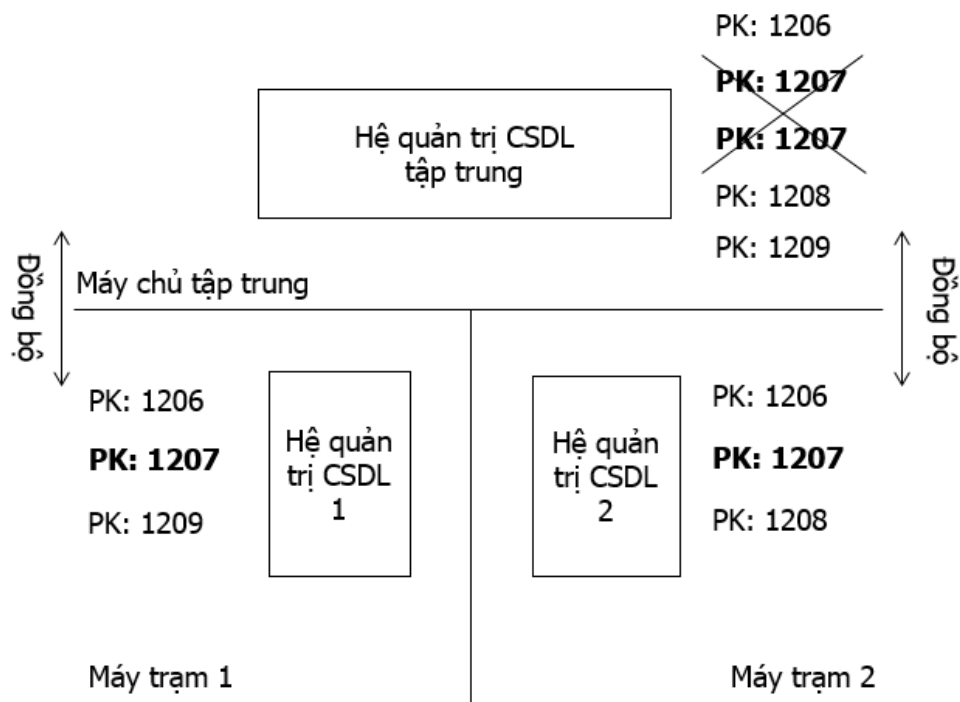 PK: 1206
PK: 1207
PK: 1207
PK: 1208
PK: 1209
Hệ quản trị CSDL
tập trung
Đồng bộ
Đồng bộ
Máy chủ tập trung
PK: 1206
PK: 1207
PK: 1209
Hệ quản
trị CSDL
1
Hệ quản
trị CSDL
2
PK: 1206
PK: 1207
PK: 1208
Máy trạm 1
Máy trạm 2